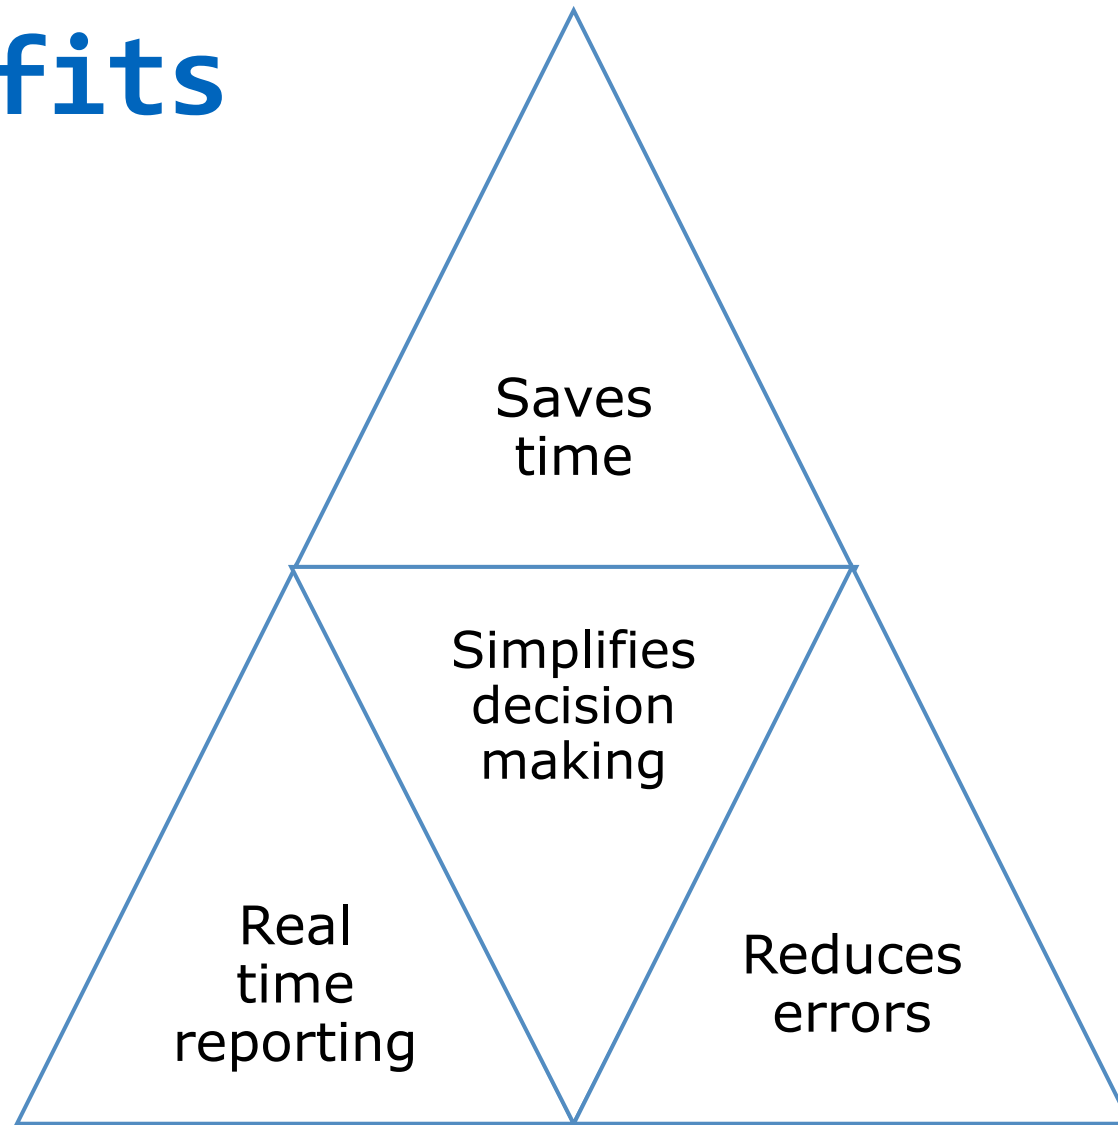 fits
Saves
time
Simplifies
decision
making
Real
time
reporting
Reduces
errors